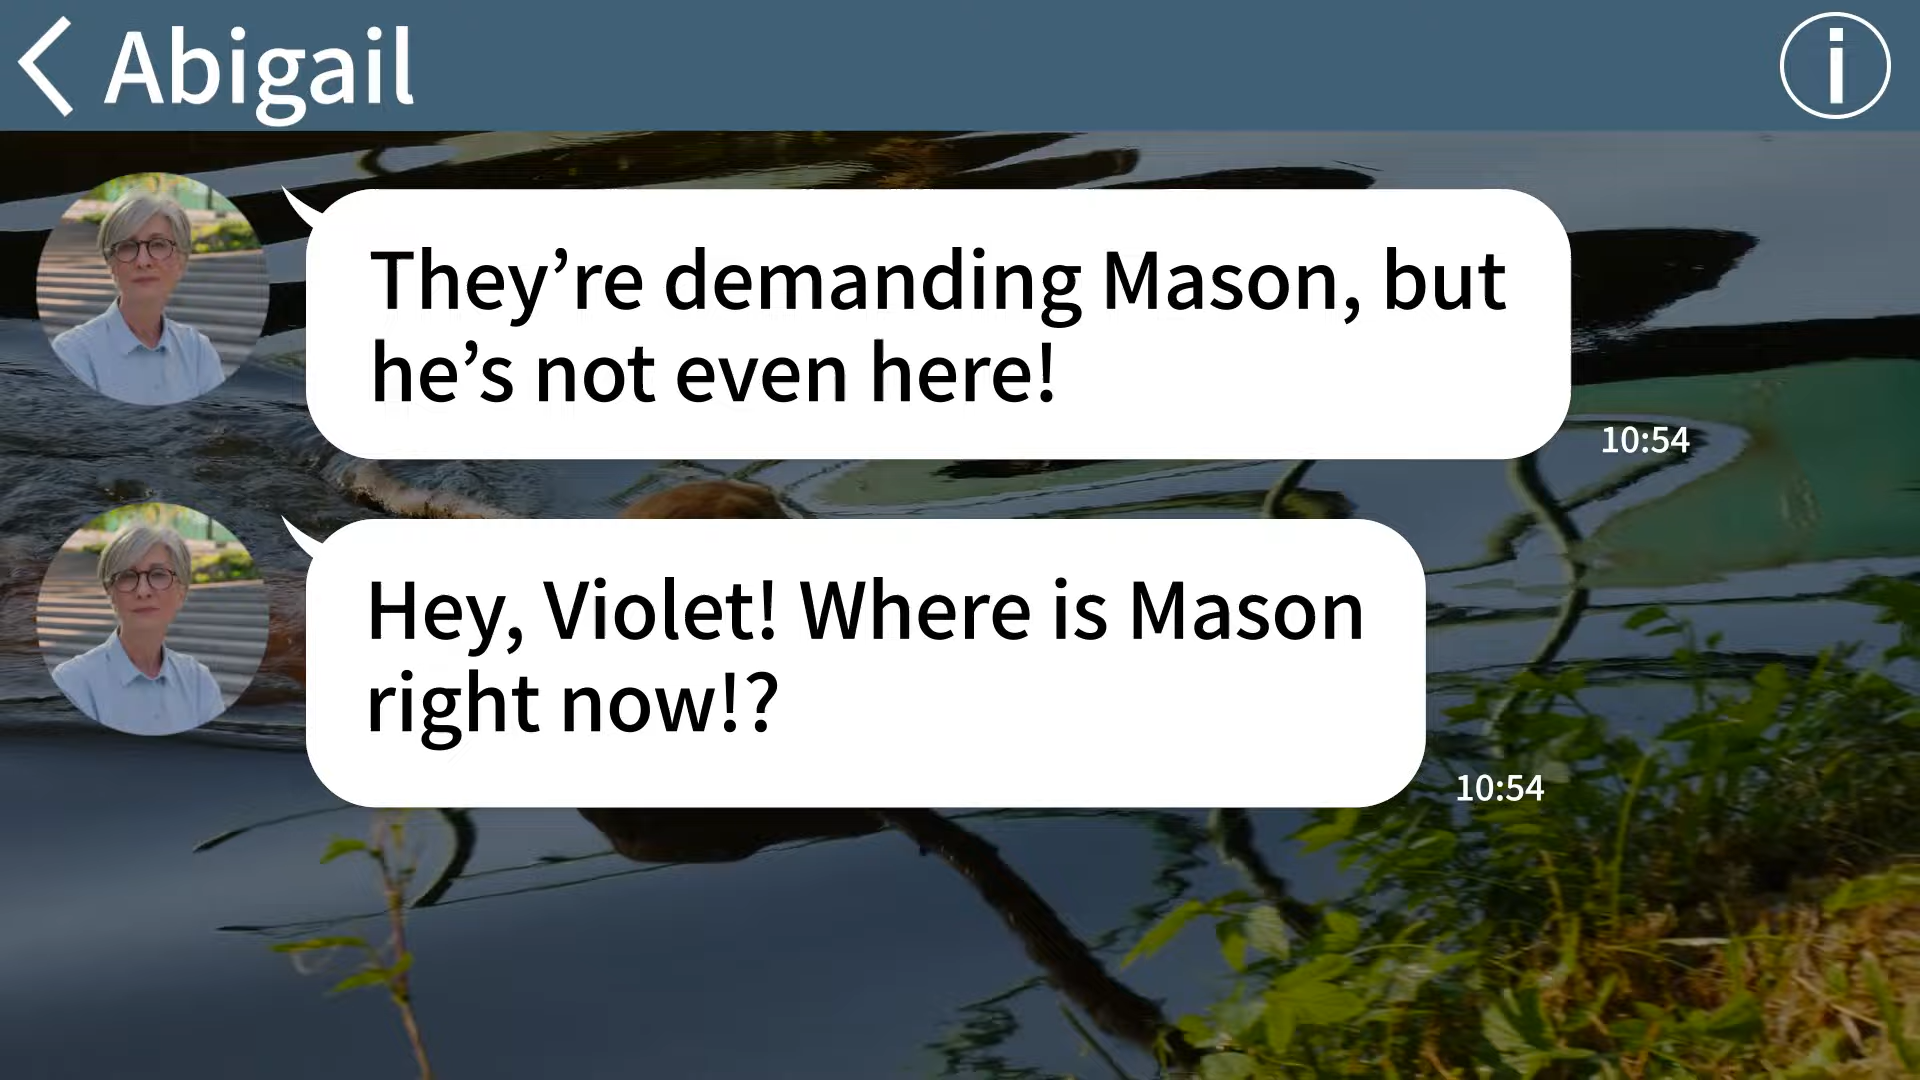 Abigail
They’re demanding Mason, but
he’s not even here!
10:54
Hey, Violet! Where is Mason
right now!?
10:54